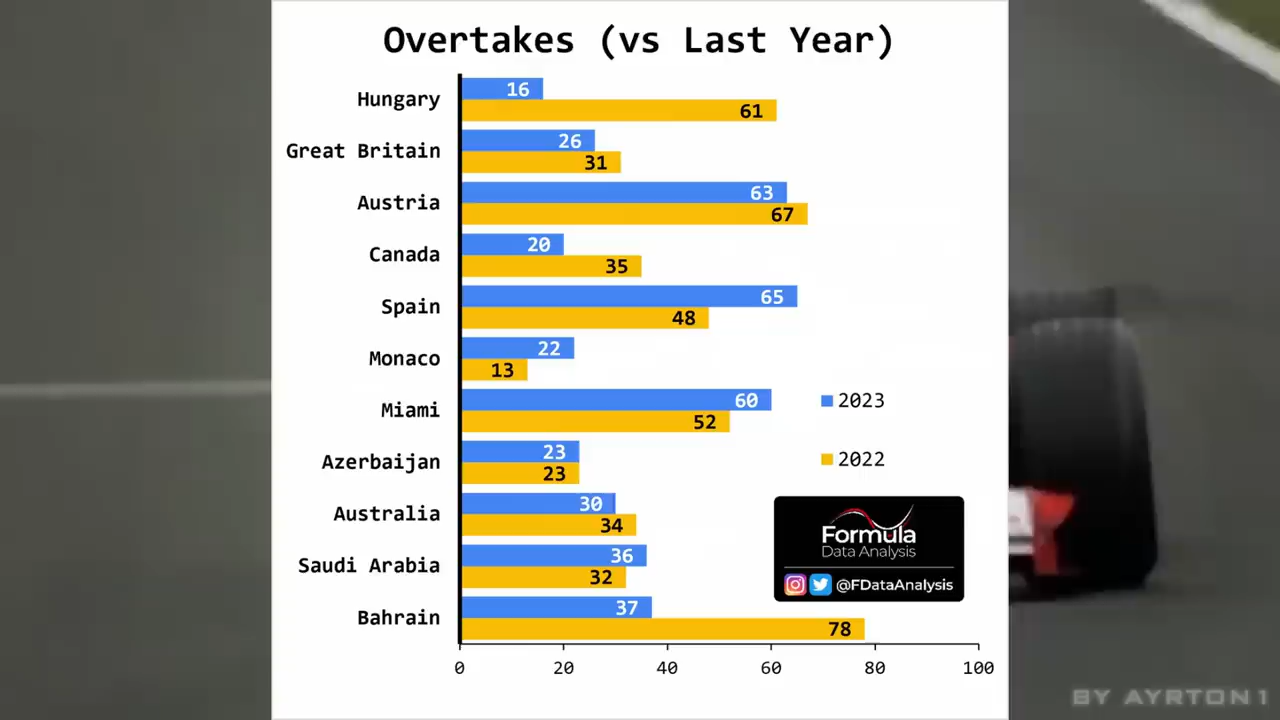 Overtakes (vs Last Year)
Hungary
16
61
Great Britain
26
31
Austria
63
67
Canada
20
35
Spain
65
48
Monaco
22
13
Miami
60
52
2023
Azerbaijan
23
23
2022
Australia
30
34
Formula
Data Analysis
Saudi Arabia
36
32
@FDataAnalysis
Bahrain
37
78
0 20 40 60 80 100
BY AYRTON1